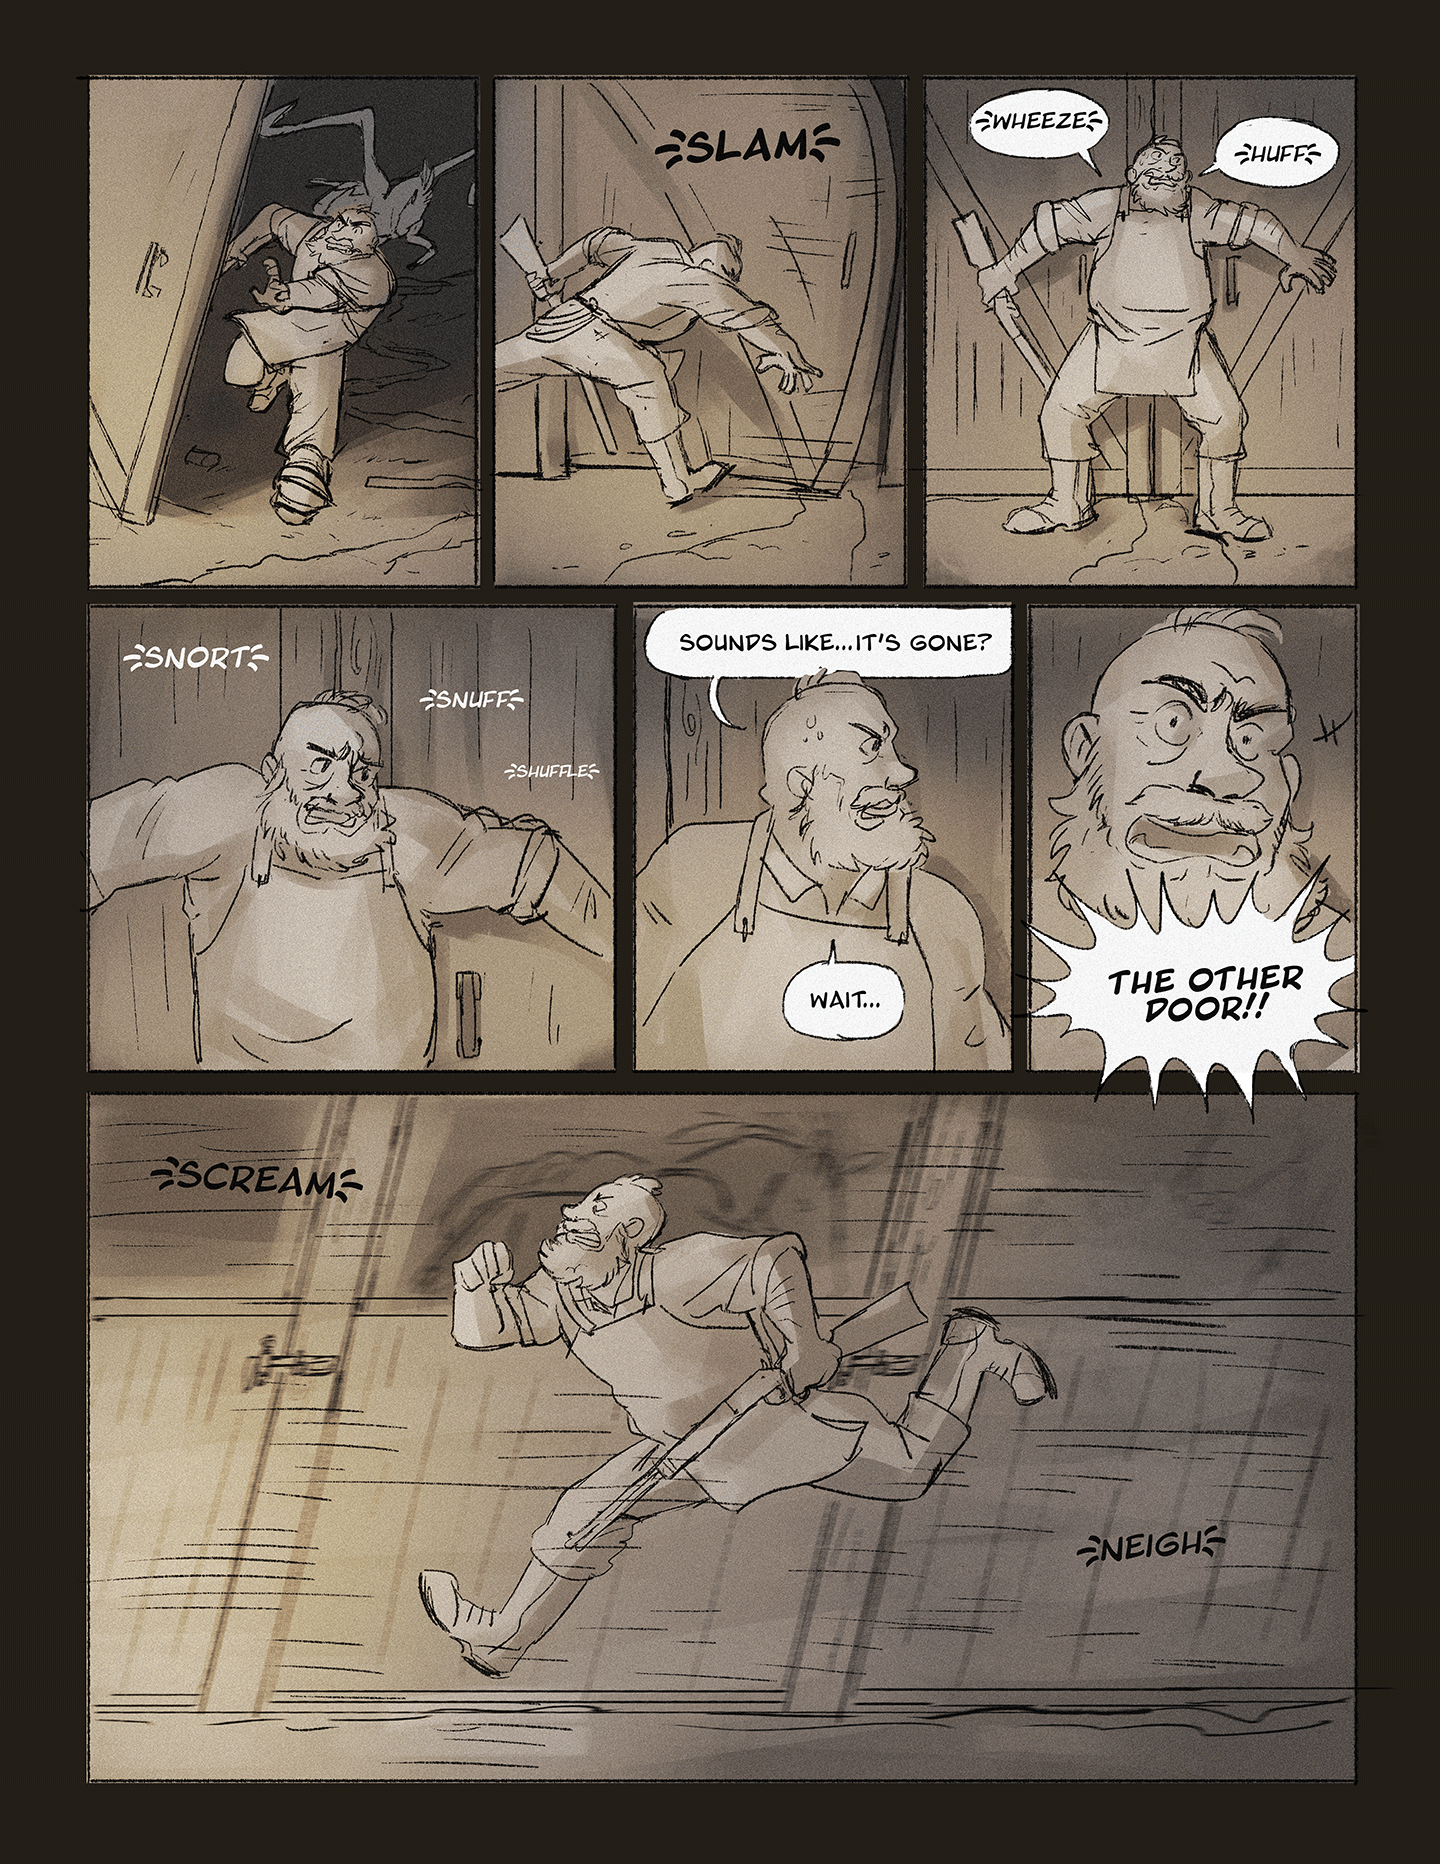 SLAM
WHEEZE
HUFF
SNORT
SNUFF
SHUFFLE
SOUNDS LIKE...IT'S GONE?
WAIT...
THE OTHER
DOOR!!
SCREAM
NEIGH